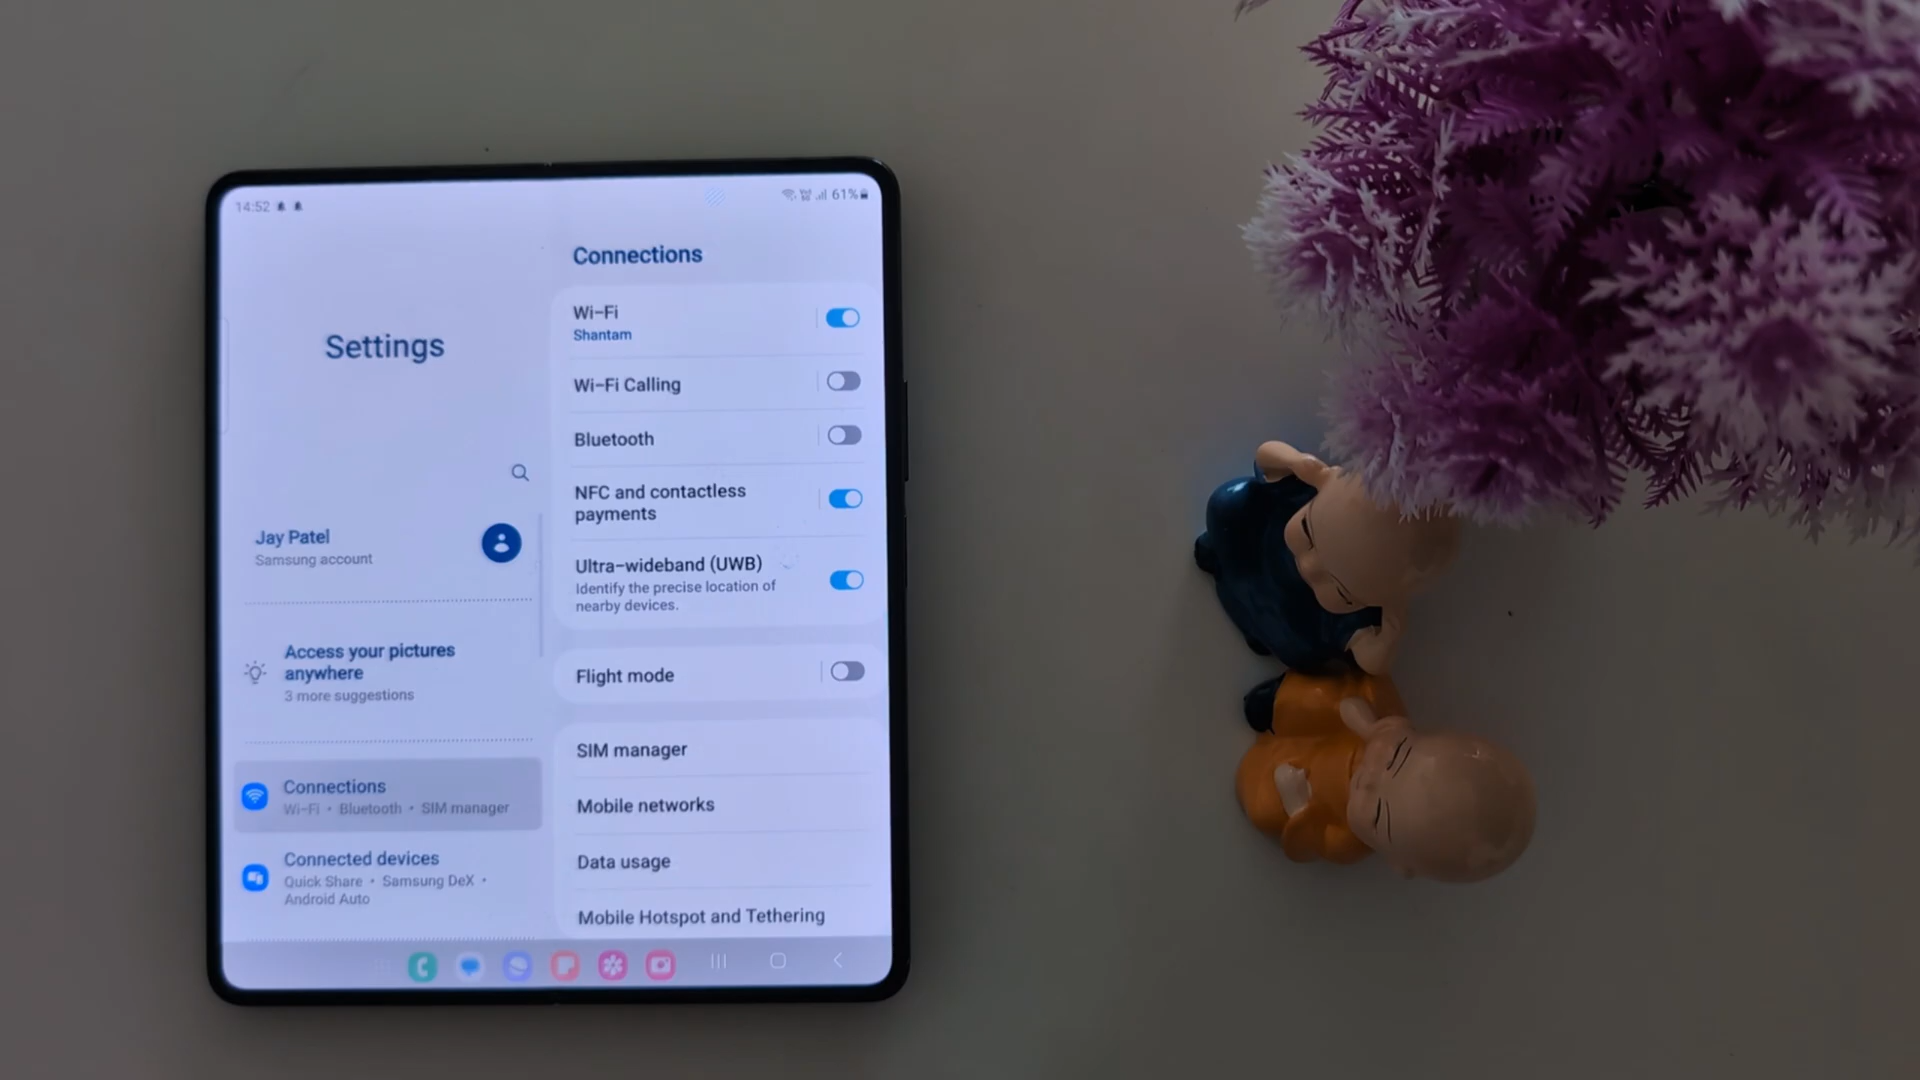 14:52
61%
Settings
Jay Patel
Samsung account
Access your pictures
anywhere
3 more suggestions
Connections
Wi-Fi • Bluetooth • SIM manager
Connected devices
Quick Share • Samsung DeX •
Android Auto
Connections
Wi-Fi
Shantam
Wi-Fi Calling
Bluetooth
NFC and contactless
payments
Ultra-wideband (UWB)
Identify the precise location of
nearby devices.
Flight mode
SIM manager
Mobile networks
Data usage
Mobile Hotspot and Tethering